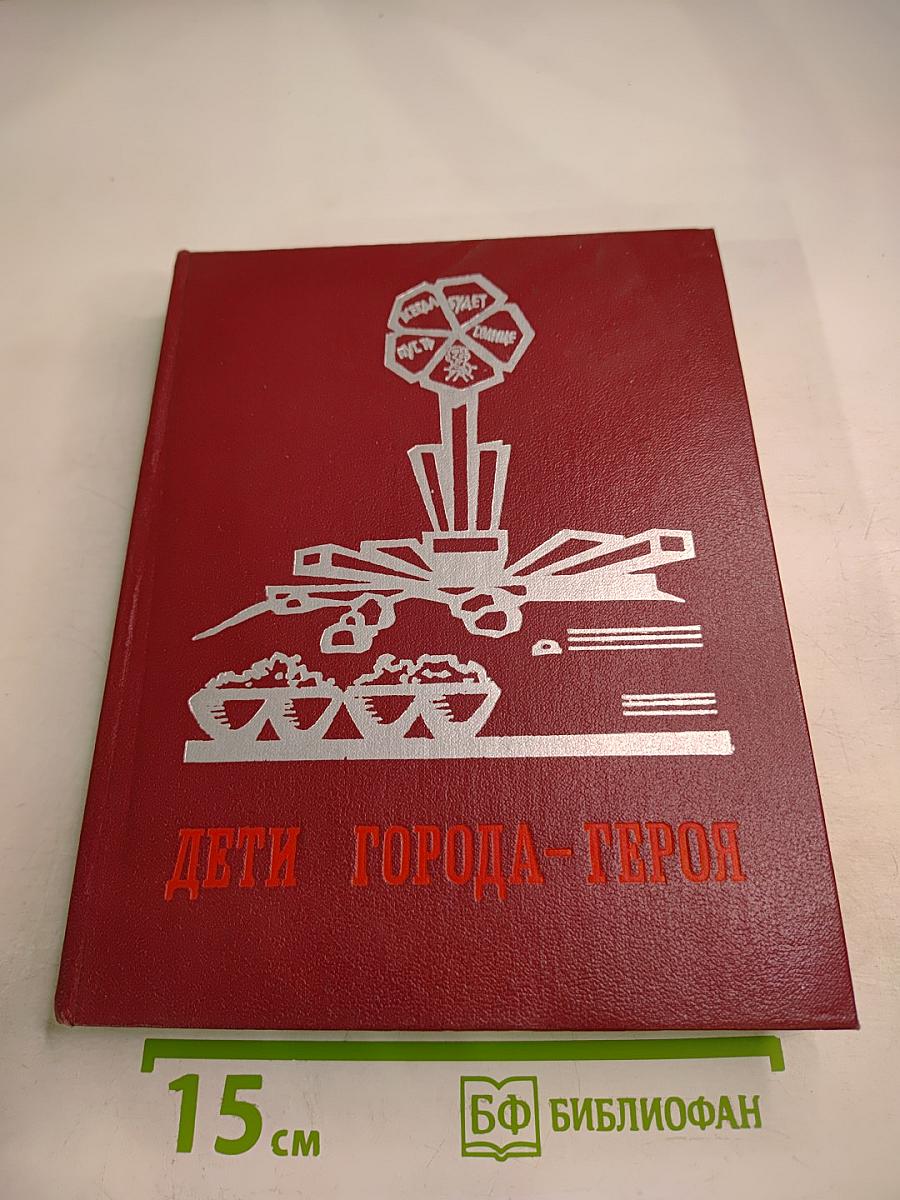 ПУСТЬ ВСЕГДА БУДЕТ СОЛНЦЕ
ДЕТИ ГОРОДА-ГЕРОЯ
15 см
БФ БИБЛИОФАН